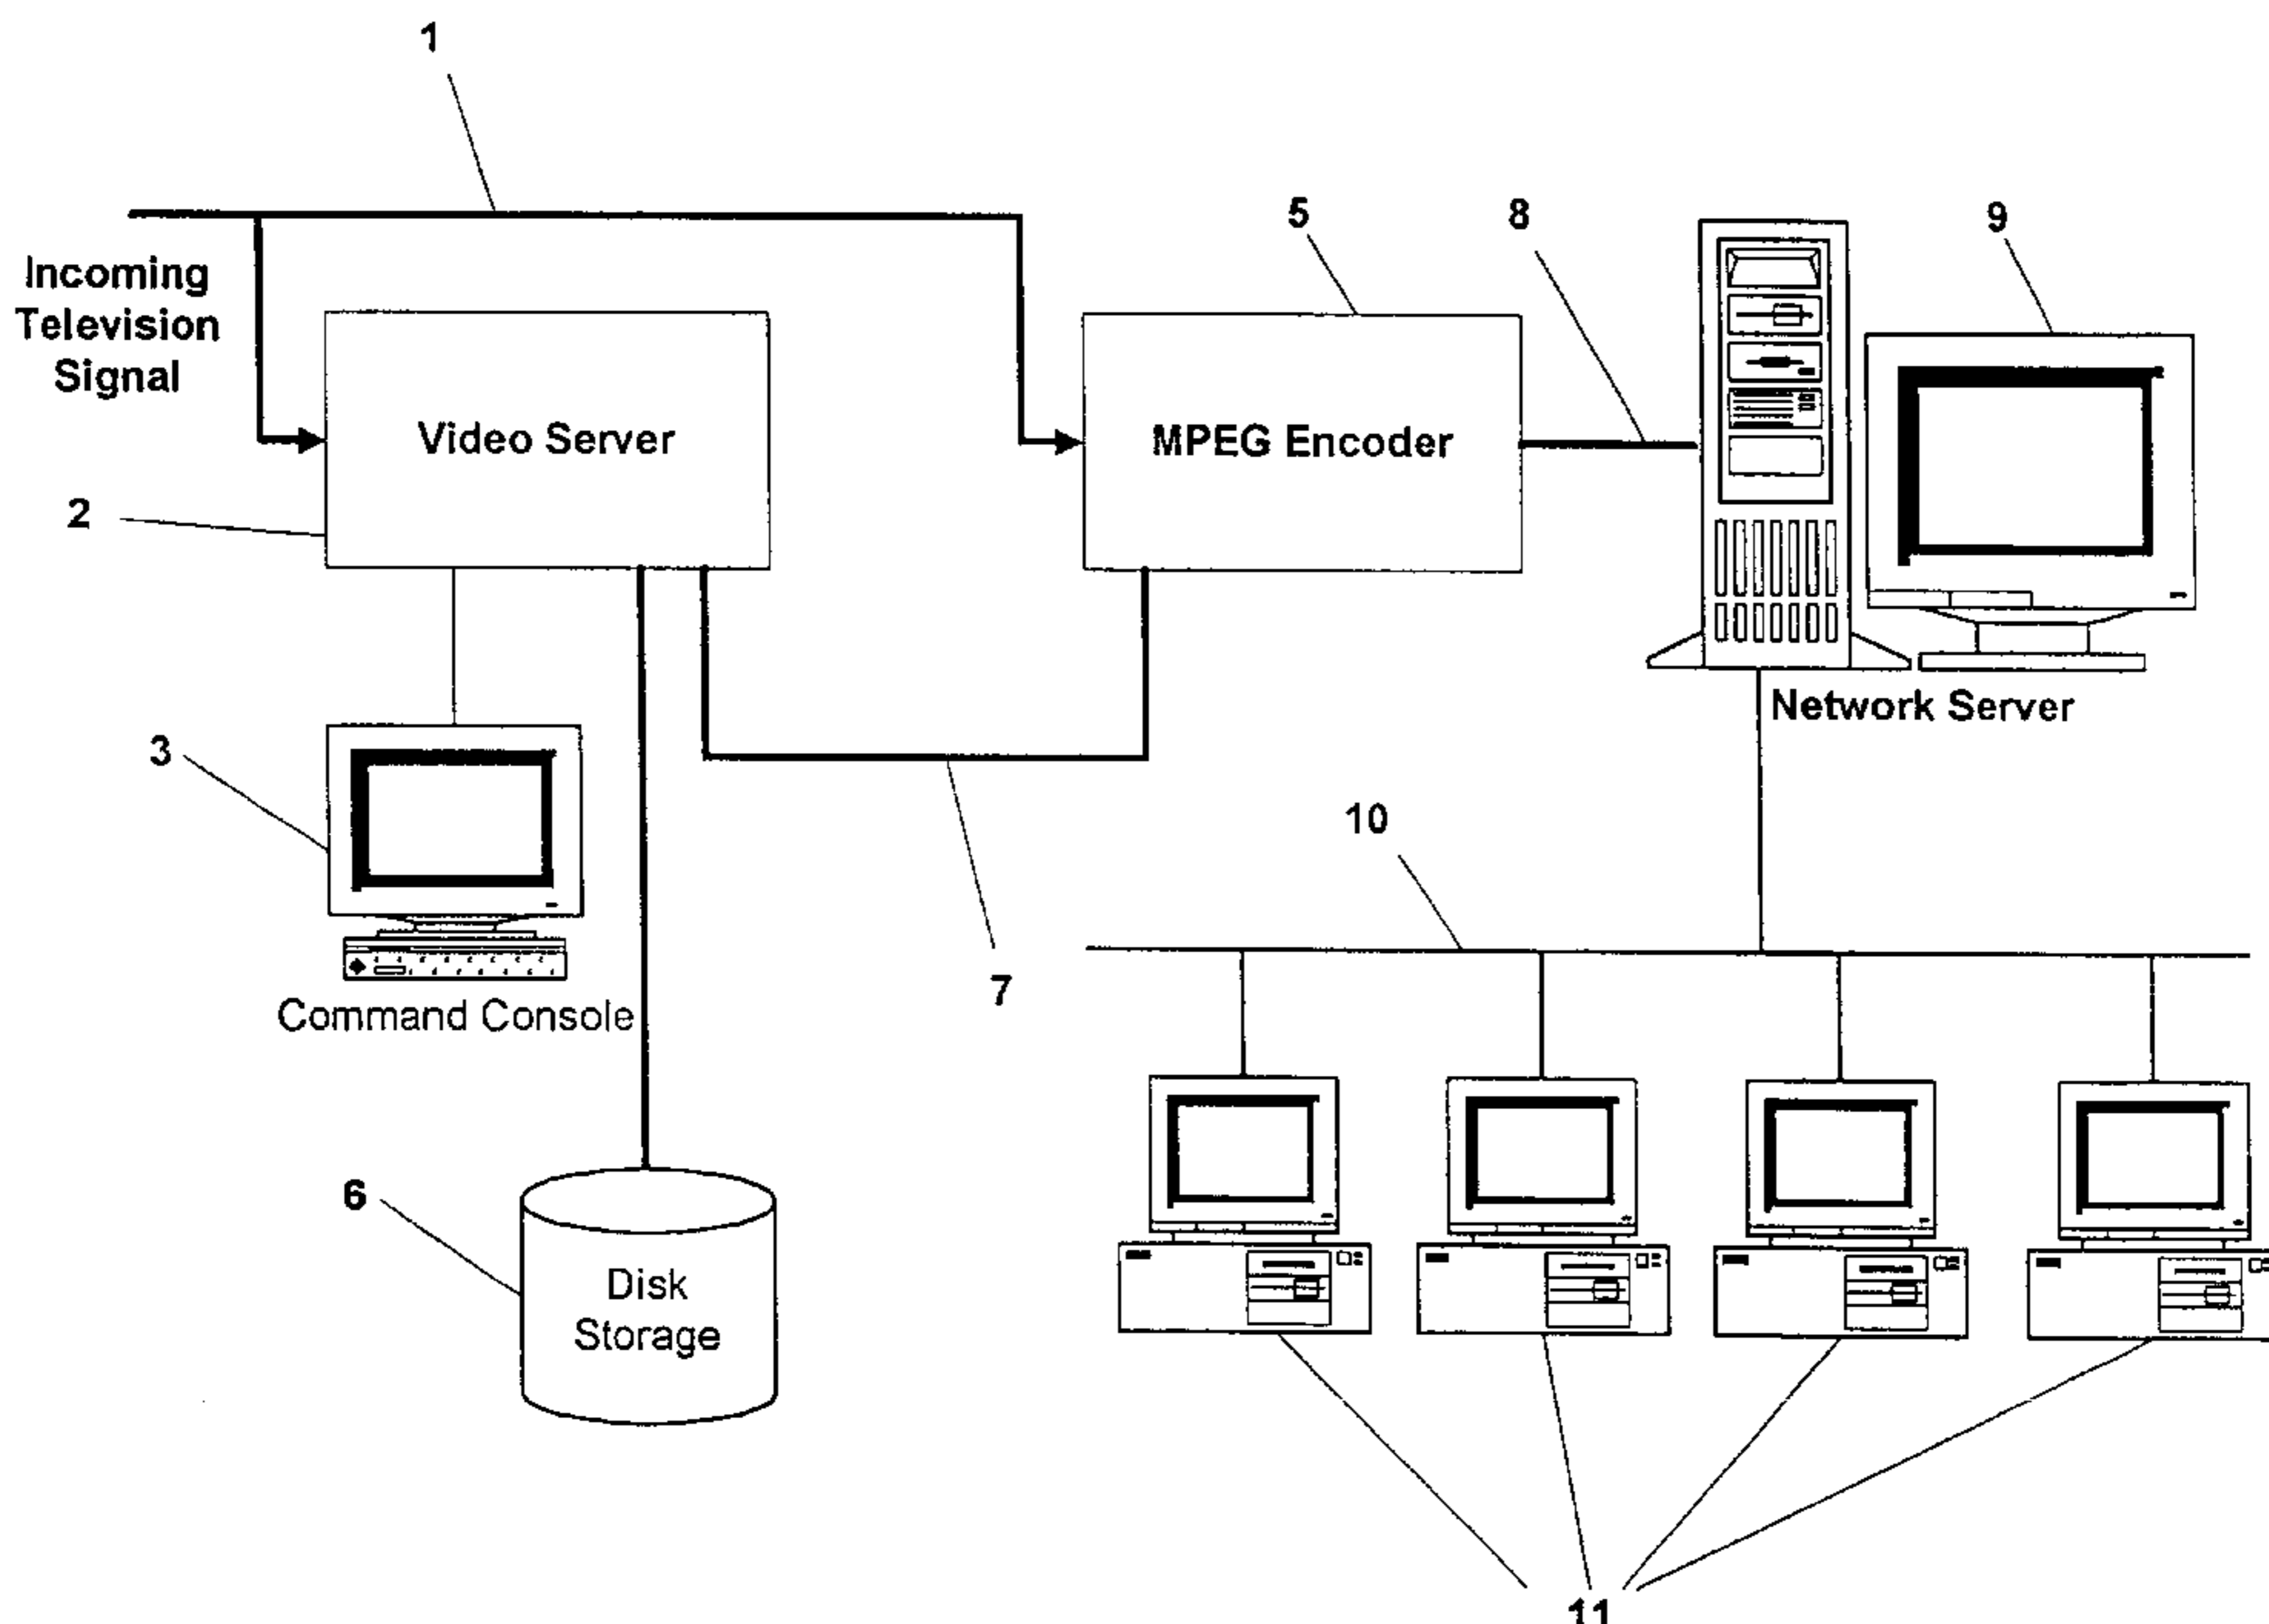 1
5
8
9
Incoming
Television
Signal
Video Server
MPEG Encoder
2
Network Server
3
10
7
Command Console
6
Disk
Storage
11